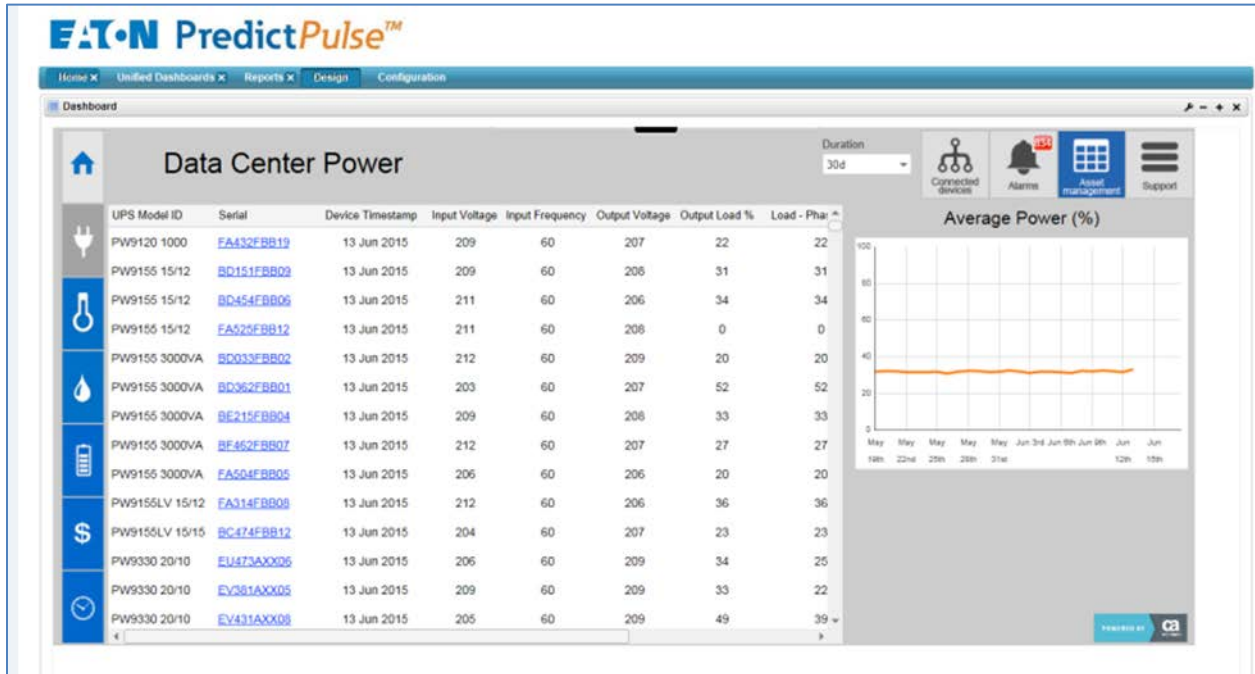 EATON PredictPulse™
Home x Unified Dashboards x Reports x Design Configuration
Dashboard
Data Center Power
Duration
30d
Connected devices
Alarms
Asset management
Support
UPS Model ID Serial Device Timestamp Input Voltage Input Frequency Output Voltage Output Load % Load - Phas
PW9120 1000 FA432FBB19 13 Jun 2015 209 60 207 22 22
PW9155 15/12 BD151FBB09 13 Jun 2015 209 60 208 31 31
PW9155 15/12 BD454FBB06 13 Jun 2015 211 60 206 34 34
PW9155 15/12 FA525FBB12 13 Jun 2015 211 60 208 0 0
PW9155 3000VA BD033FBB02 13 Jun 2015 212 60 209 20 20
PW9155 3000VA BD362FBB01 13 Jun 2015 203 60 207 52 52
PW9155 3000VA BE215FBB04 13 Jun 2015 209 60 208 33 33
PW9155 3000VA BF462FBB07 13 Jun 2015 212 60 207 27 27
PW9155 3000VA FA504FBB05 13 Jun 2015 206 60 206 20 20
PW9155LV 15/12 FA314FBB08 13 Jun 2015 212 60 206 36 36
PW9155LV 15/15 BC474FBB12 13 Jun 2015 204 60 207 23 23
PW9330 20/10 EU473AXX06 13 Jun 2015 206 60 209 34 25
PW9330 20/10 EV381AXX05 13 Jun 2015 209 60 209 33 22
PW9330 20/10 EV431AXX08 13 Jun 2015 205 60 209 49 39
$
Average Power (%)
100
80
60
40
20
0
May 19th May 22nd May 25th May 28th May 31st Jun 3rd Jun 6th Jun 9th Jun 12th Jun 15th
POWERED BY ca